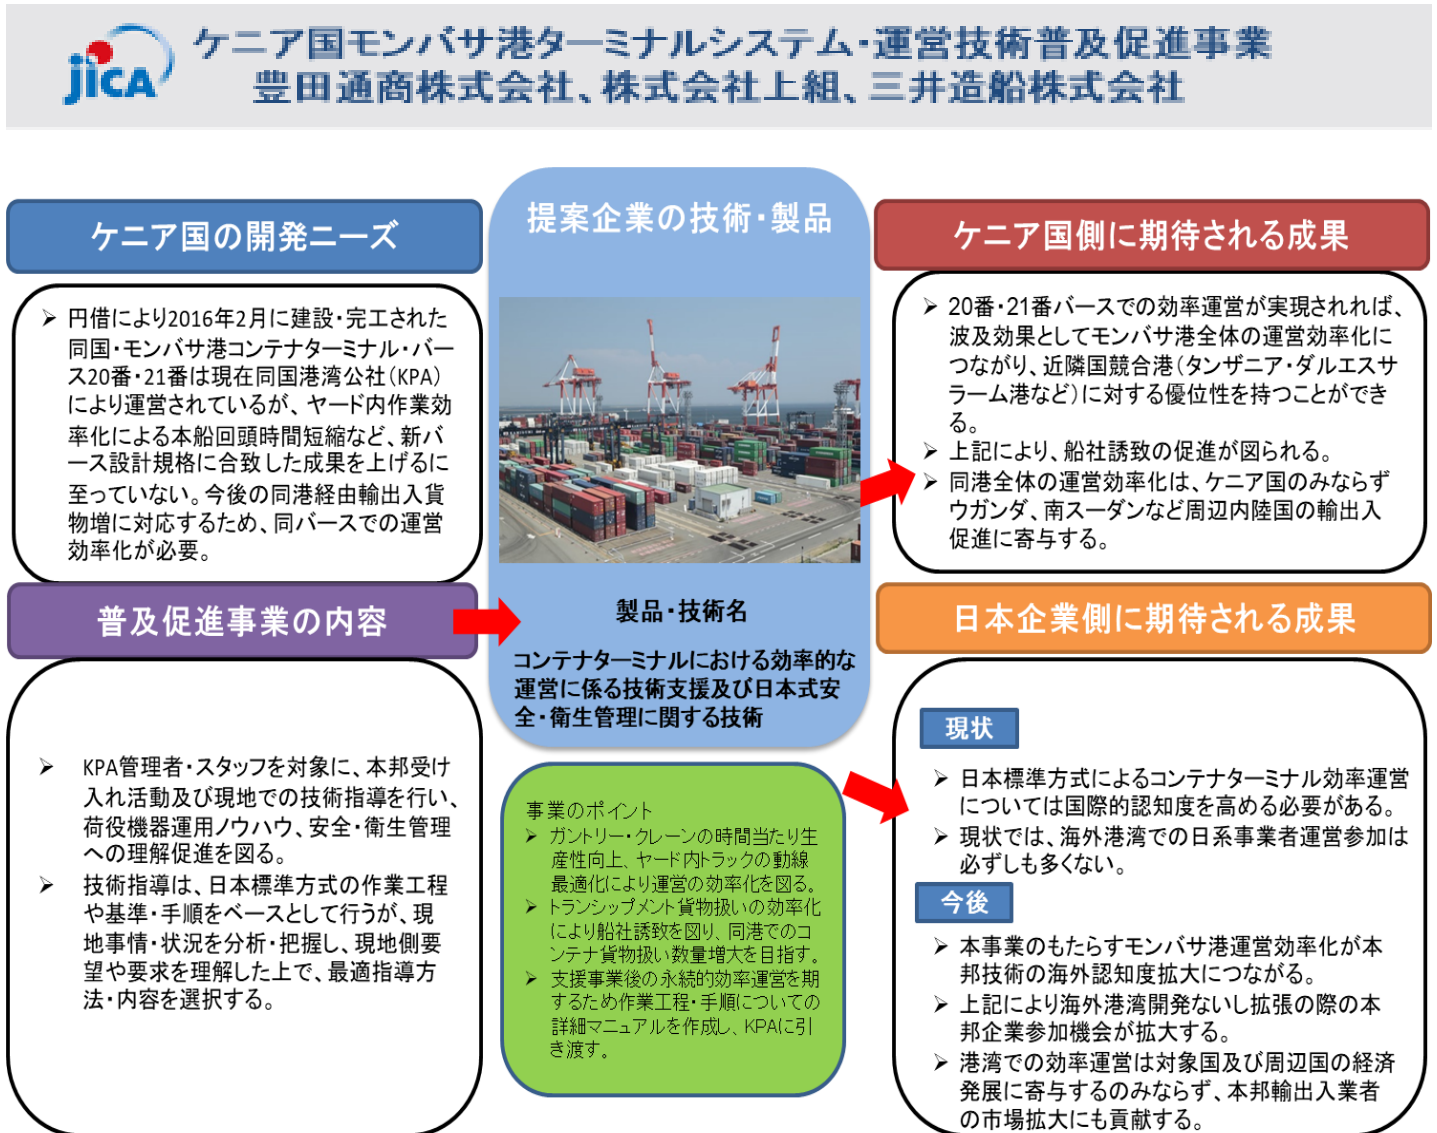 jica
ケニア国モンバサ港ターミナルシステム・運営技術普及促進事業
豊田通商株式会社、株式会社上組、三井造船株式会社
ケニア国の開発ニーズ
➢ 円借により2016年2月に建設・完工された
同国・モンバサ港コンテナターミナル・バー
ス20番・21番は現在同国港湾公社(KPA)
により運営されているが、ヤード内作業効
率化による本船回頭時間短縮など、新バ
ース設計規格に合致した成果を上げるに
至っていない。今後の同港経由輸出入貨
物増に対応するため、同バースでの運営
効率化が必要。
普及促進事業の内容
➢ KPA管理者・スタッフを対象に、本邦受け
入れ活動及び現地での技術指導を行い、
荷役機器運用ノウハウ、安全・衛生管理
への理解促進を図る。
➢ 技術指導は、日本標準方式の作業工程
や基準・手順をベースとして行うが、現
地事情・状況を分析・把握し、現地側要
望や要求を理解した上で、最適指導方
法・内容を選択する。
提案企業の技術・製品
製品・技術名
コンテナターミナルにおける効率的な
運営に係る技術支援及び日本式安
全・衛生管理に関する技術
事業のポイント
➢ ガントリー・クレーンの時間当たり生
産性向上、ヤード内トラックの動線
最適化により運営の効率化を図る。
➢ トランシップメント貨物扱いの効率化
により船社誘致を図り、同港でのコ
ンテナ貨物扱い数量増大を目指す。
➢ 支援事業後の永続的効率運営を期
するため作業工程・手順についての
詳細マニュアルを作成し、KPAに引
き渡す。
ケニア国側に期待される成果
➢ 20番・21番バースでの効率運営が実現されれば、
波及効果としてモンバサ港全体の運営効率化に
つながり、近隣国競合港(タンザニア・ダルエスサ
ラーム港など)に対する優位性を持つことができ
る。
➢ 上記により、船社誘致の促進が図られる。
➢ 同港全体の運営効率化は、ケニア国のみならず
ウガンダ、南スーダンなど周辺内陸国の輸出入
促進に寄与する。
日本企業側に期待される成果
現状
➢ 日本標準方式によるコンテナターミナル効率運営
については国際的認知度を高める必要がある。
➢ 現状では、海外港湾での日系事業者運営参加は
必ずしも多くない。
今後
➢ 本事業のもたらすモンバサ港運営効率化が本
邦技術の海外認知度拡大につながる。
➢ 上記により海外港湾開発ないし拡張の際の本
邦企業参加機会が拡大する。
➢ 港湾での効率運営は対象国及び周辺国の経済
発展に寄与するのみならず、本邦輸出入業者
の市場拡大にも貢献する。